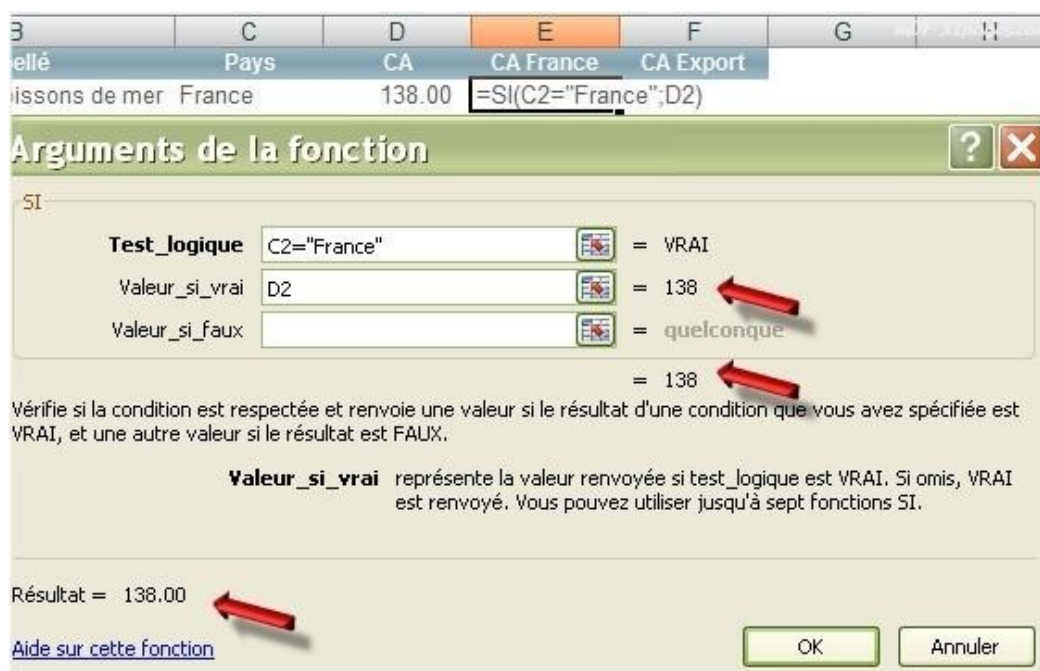 B C D E F G H
ellé Pays CA CA France CA Export
issons de mer France 138.00 =SI(C2="France";D2)
Arguments de la fonction ? X
SI
Test_logique C2="France" = VRAI
Valeur_si_vrai D2 = 138
Valeur_si_faux = quelconque
= 138
Vérifie si la condition est respectée et renvoie une valeur si le résultat d'une condition que vous avez spécifiée est
VRAI, et une autre valeur si le résultat est FAUX.
Valeur_si_vrai représente la valeur renvoyée si test_logique est VRAI. Si omis, VRAI
est renvoyé. Vous pouvez utiliser jusqu'à sept fonctions SI.
Résultat = 138.00
Aide sur cette fonction OK Annuler